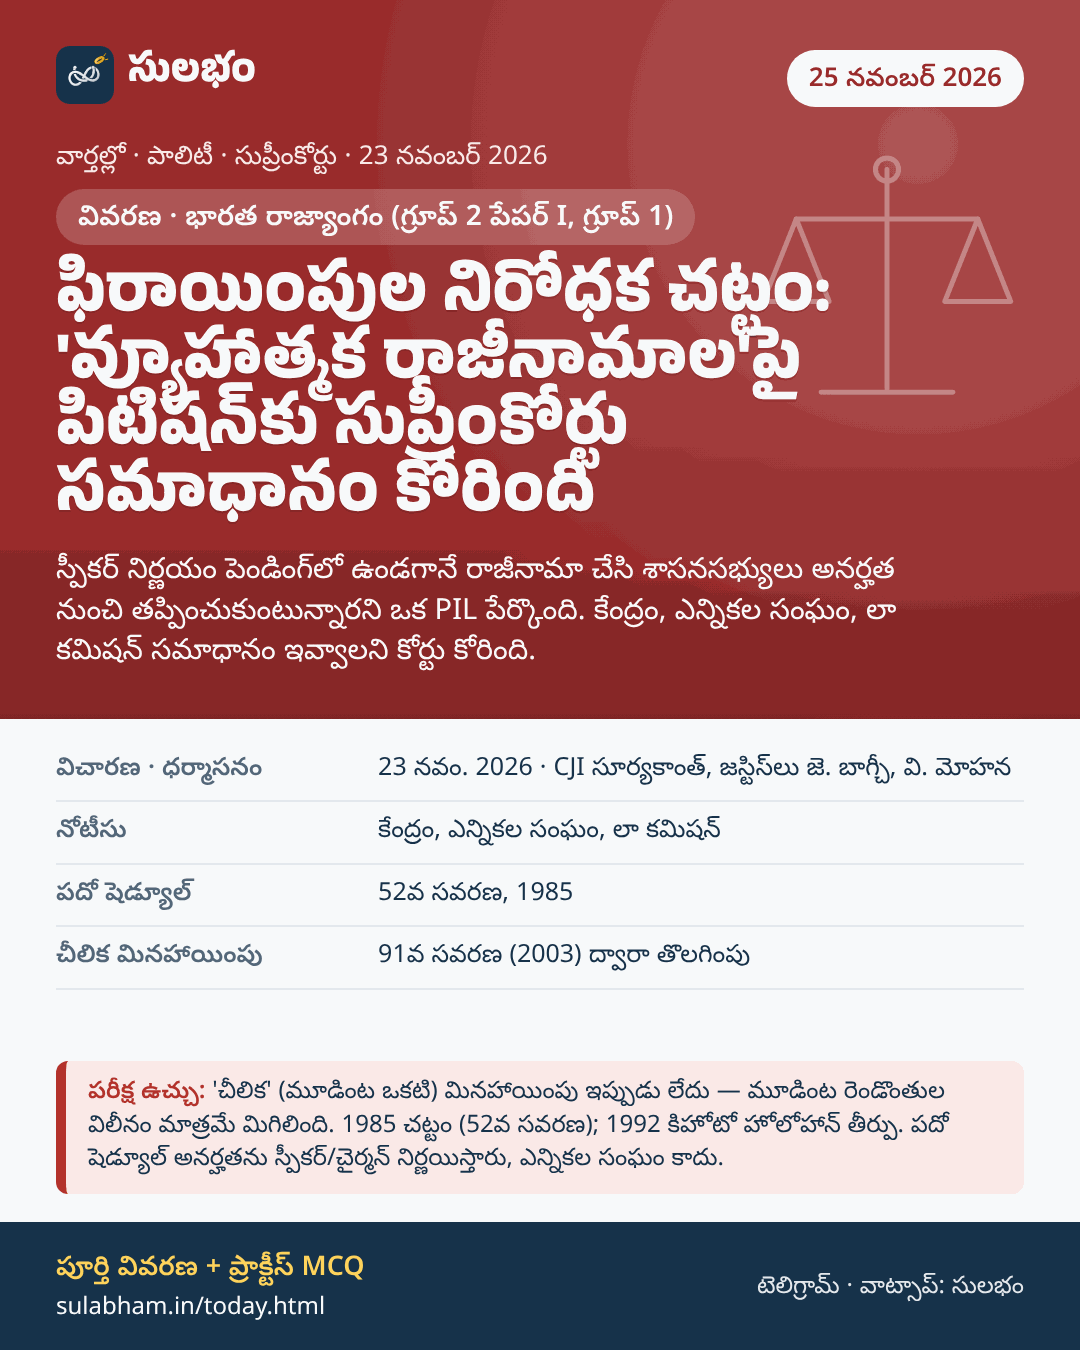 సులభం
25 నవంబర్ 2026
వార్తల్లో · పాలిటీ · సుప్రీంకోర్టు · 23 నవంబర్ 2026
వివరణ · భారత రాజ్యాంగం (గ్రూప్ 2 పేపర్ I, గ్రూప్ 1)
ఫిరాయింపుల నిరోధక చట్టం:
'వ్యూహాత్మక రాజీనామాల'పై
పిటిషన్‌కు సుప్రీంకోర్టు
సమాధానం కోరింది
స్పీకర్ నిర్ణయం పెండింగ్‌లో ఉండగానే రాజీనామా చేసి శాసనసభ్యులు అనర్హత
నుంచి తప్పించుకుంటున్నారని ఒక PIL పేర్కొంది. కేంద్రం, ఎన్నికల సంఘం, లా
కమిషన్ సమాధానం ఇవ్వాలని కోర్టు కోరింది.
విచారణ · ధర్మాసనం
23 నవం. 2026 · CJI సూర్యకాంత్, జస్టిస్‌లు జె. బాగ్చీ, వి. మోహన
నోటీసు
కేంద్రం, ఎన్నికల సంఘం, లా కమిషన్
పదో షెడ్యూల్
52వ సవరణ, 1985
చీలిక మినహాయింపు
91వ సవరణ (2003) ద్వారా తొలగింపు
పరీక్ష ఉచ్చు: 'చీలిక' (మూడింట ఒకటి) మినహాయింపు ఇప్పుడు లేదు — మూడింట రెండొంతుల
విలీనం మాత్రమే మిగిలింది. 1985 చట్టం (52వ సవరణ); 1992 కిహోటో హోలోహాన్ తీర్పు. పదో
షెడ్యూల్ అనర్హతను స్పీకర్/చైర్మన్ నిర్ణయిస్తారు, ఎన్నికల సంఘం కాదు.
పూర్తి వివరణ + ప్రాక్టీస్ MCQ
sulabham.in/today.html
టెలిగ్రామ్ · వాట్సాప్: సులభం